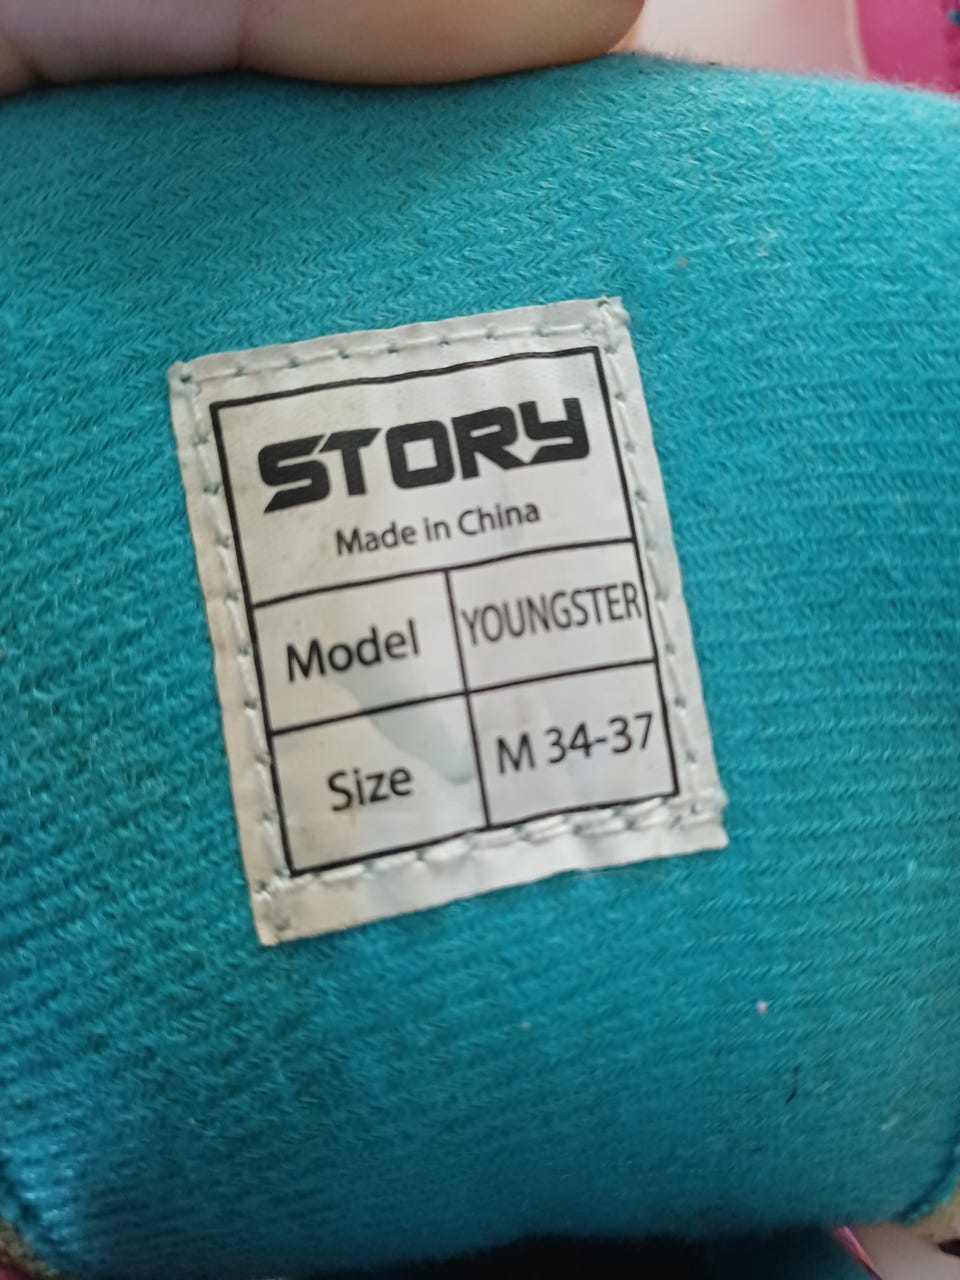 STORY
Made in China
Model YOUNGSTER
Size M 34-37